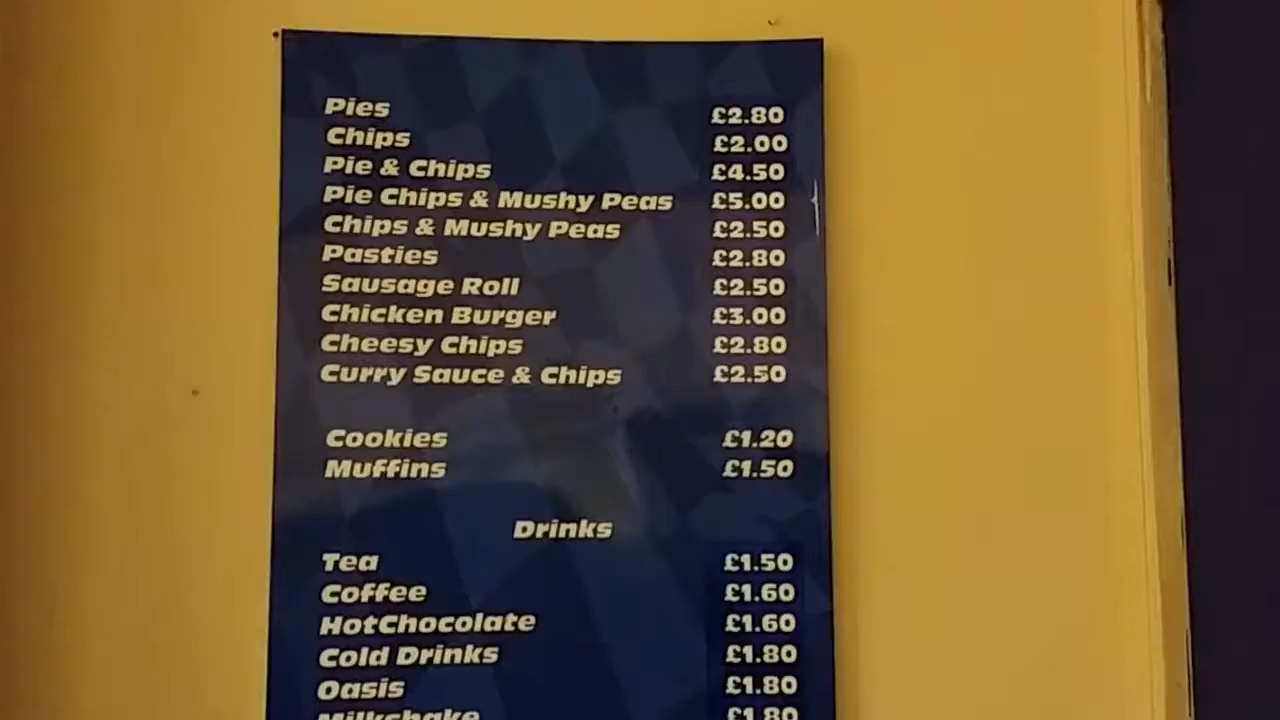 Pies £2.80
Chips £2.00
Pie & Chips £4.50
Pie Chips & Mushy Peas £5.00
Chips & Mushy Peas £2.50
Pasties £2.80
Sausage Roll £2.50
Chicken Burger £3.00
Cheesy Chips £2.80
Curry Sauce & Chips £2.50
Cookies £1.20
Muffins £1.50
Drinks
Tea £1.50
Coffee £1.60
HotChocolate £1.60
Cold Drinks £1.80
Oasis £1.80
Milkshake £1.80